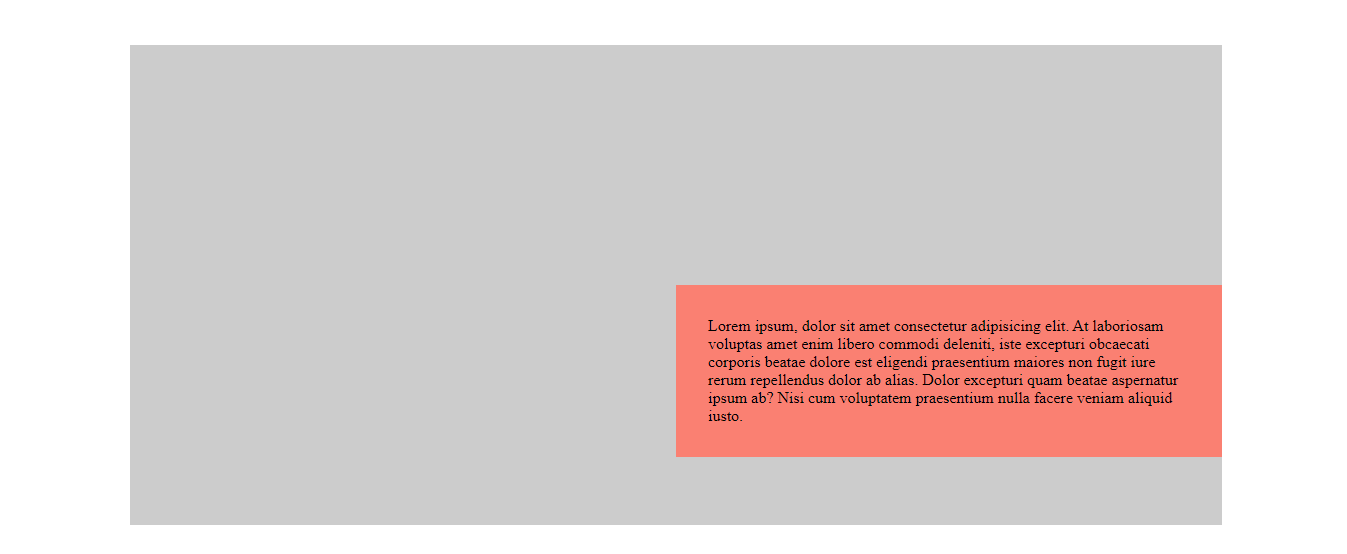 Lorem ipsum, dolor sit amet consectetur adipisicing elit. At laboriosam
voluptas amet enim libero commodi deleniti, iste excepturi obcaecati
corporis beatae dolore est eligendi praesentium maiores non fugit iure
rerum repellendus dolor ab alias. Dolor excepturi quam beatae aspernatur
ipsum ab? Nisi cum voluptatem praesentium nulla facere veniam aliquid
iusto.